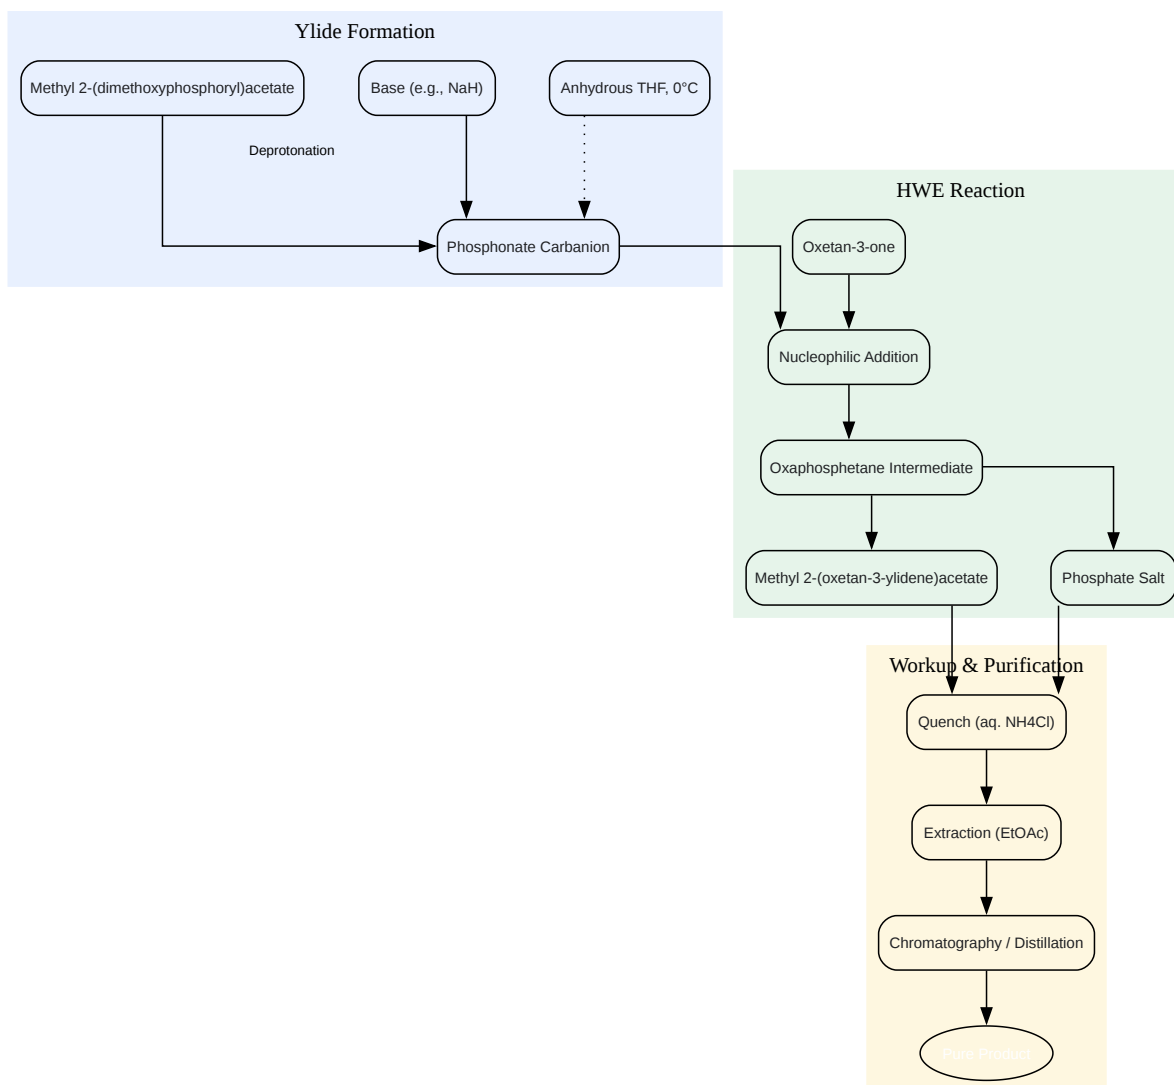 Ylide Formation
Methyl 2-(dimethoxyphosphoryl)acetate
Base (e.g., NaH)
Anhydrous THF, 0°C
Deprotonation
Phosphonate Carbanion
HWE Reaction
Oxetan-3-one
Nucleophilic Addition
Oxaphosphetane Intermediate
Methyl 2-(oxetan-3-ylidene)acetate
Phosphate Salt
Workup & Purification
Quench (aq. NH4Cl)
Extraction (EtOAc)
Chromatography / Distillation
Pure Product